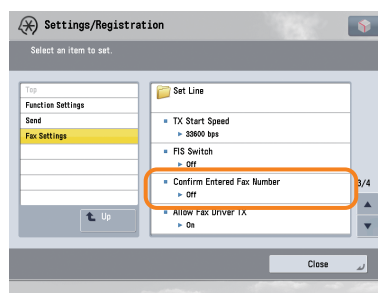 Settings/Registration
Select an item to set.
Top
Function Settings
Send
Fax Settings
Up
Set Line
TX Start Speed
33600 bps
FIS Switch
Off
Confirm Entered Fax Number
Off
Allow Fax Driver TX
On
3/4
Close